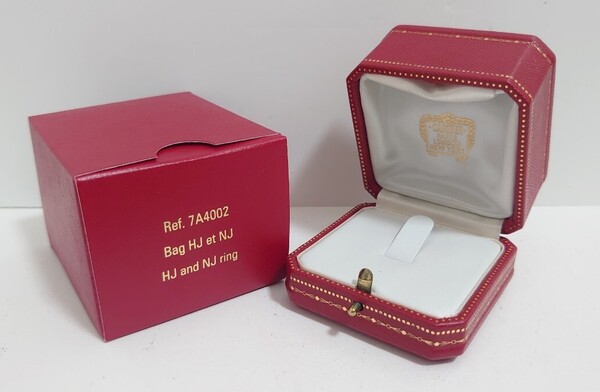 Ref. 7A4002
Bag HJ et NJ
HJ and NJ ring